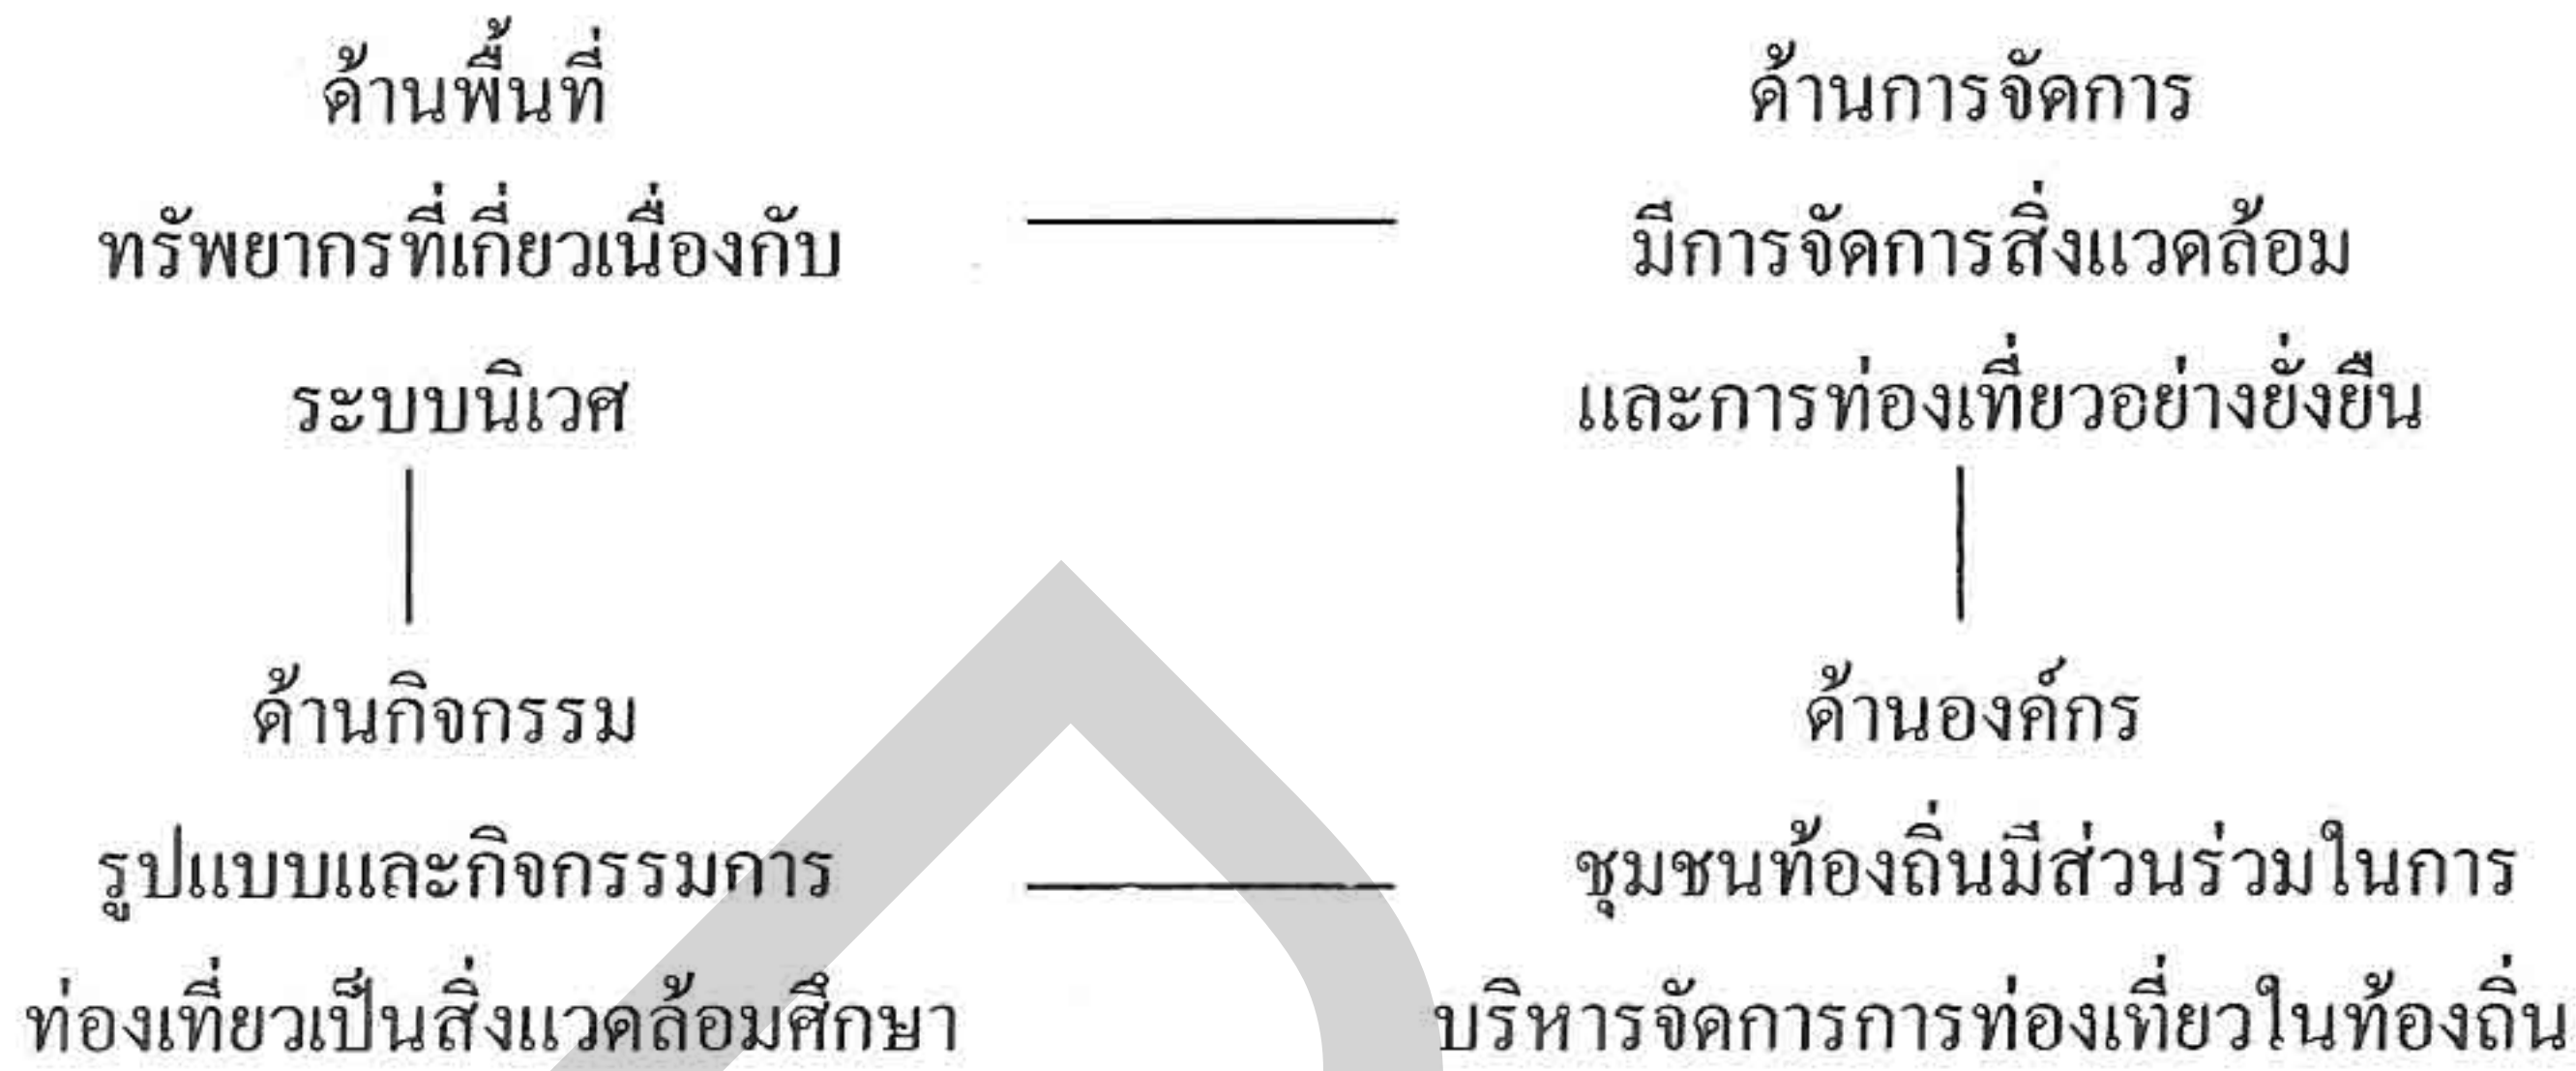 ด้านพื้นที่
ทรัพยากรที่เกี่ยวเนื่องกับ
ระบบนิเวศ
ด้านการจัดการ
มีการจัดการสิ่งแวดล้อม
และการท่องเที่ยวอย่างยั่งยืน
ด้านกิจกรรม
รูปแบบและกิจกรรมการ
ท่องเที่ยวเป็นสิ่งแวดล้อมศึกษา
ด้านองค์กร
ชุมชนท้องถิ่นมีส่วนร่วมในการ
บริหารจัดการการท่องเที่ยวในท้องถิ่น